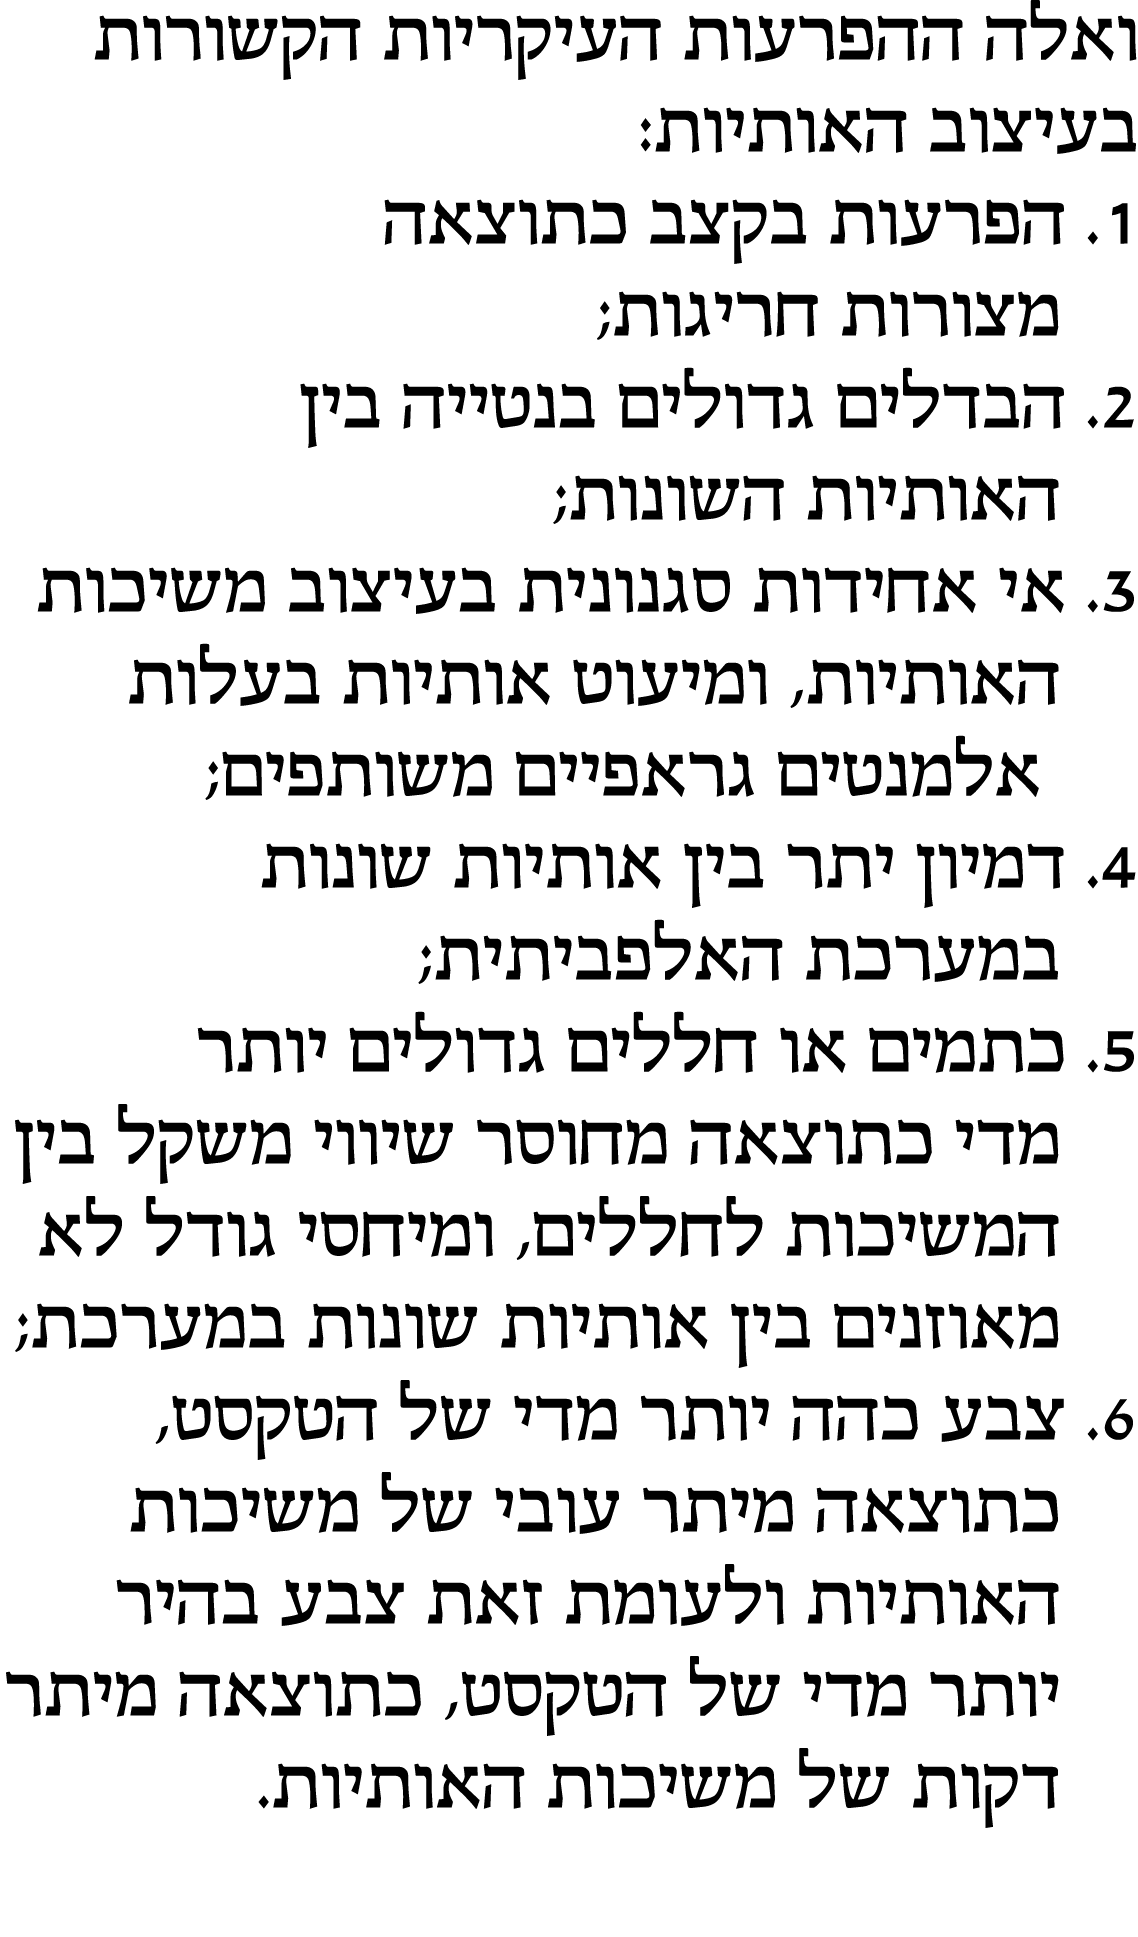 ואלה ההפרעות העיקריות הקשורות
בעיצוב האותיות:
1. הפרעות בקצב כתוצאה
מצורות חריגות;
2. הבדלים גדולים בנטייה בין
האותיות השונות;
3. אי אחידות סגנונית בעיצוב משיכות
האותיות, ומיעוט אותיות בעלות
אלמנטים גראפיים משותפים;
4. דמיון יתר בין אותיות שונות
במערכת האלפביתית;
5. כתמים או חללים גדולים יותר
מדי כתוצאה מחוסר שיווי משקל בין
המשיכות לחללים, ומיחסי גודל לא
מאוזנים בין אותיות שונות במערכת;
6. צבע כהה יותר מדי של הטקסט,
כתוצאה מיתר עובי של משיכות
האותיות ולעומת זאת צבע בהיר
יותר מדי של הטקסט, כתוצאה מיתר
דקות של משיכות האותיות.